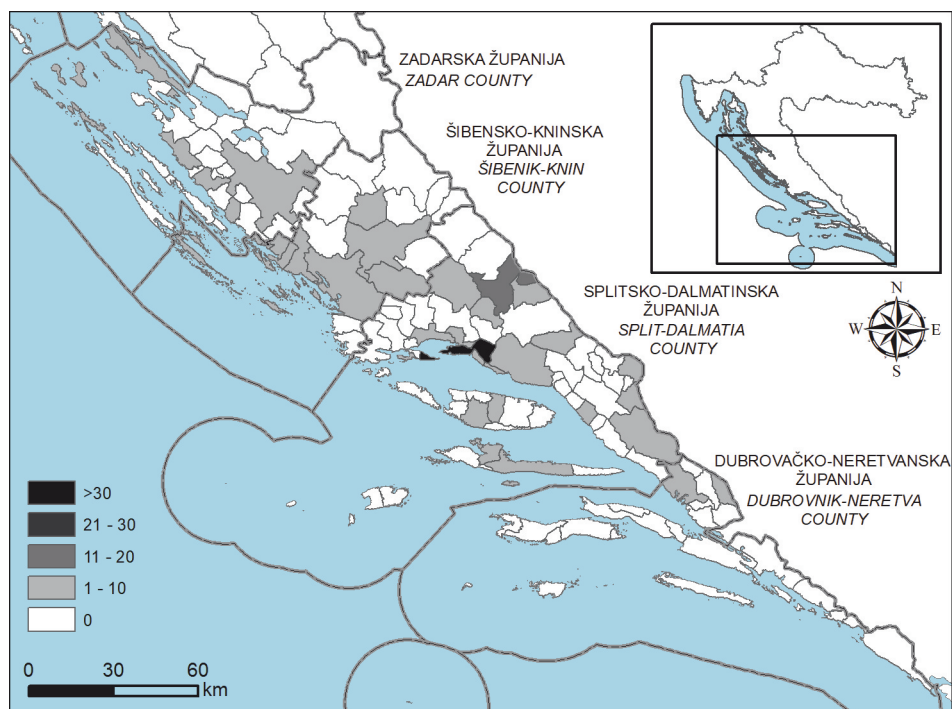 ZADARSKA ŽUPANIJA
ZADAR COUNTY
ŠIBENSKO-KNINSKA
ŽUPANIJA
ŠIBENIK-KNIN
COUNTY
SPLITSKO-DALMATINSKA
ŽUPANIJA
SPLIT-DALMATIA
COUNTY
N
W E
S
DUBROVAČKO-NERETVANSKA
ŽUPANIJA
DUBROVNIK-NERETVA
COUNTY
>30
21 - 30
11 - 20
1 - 10
0
0 30 60
km